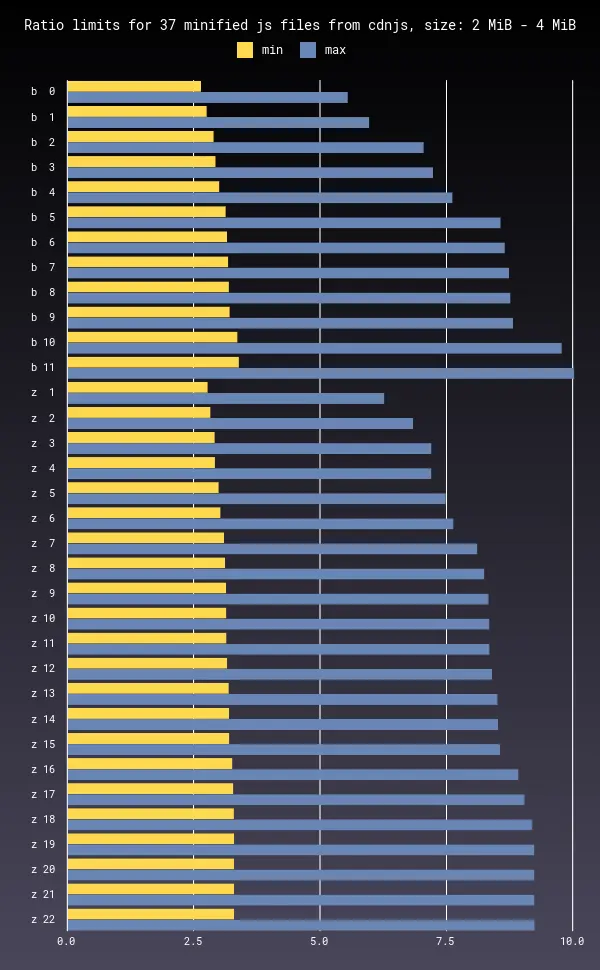 Ratio limits for 37 minified js files from cdnjs, size: 2 MiB - 4 MiB
min max
b 0
b 1
b 2
b 3
b 4
b 5
b 6
b 7
b 8
b 9
b 10
b 11
z 1
z 2
z 3
z 4
z 5
z 6
z 7
z 8
z 9
z 10
z 11
z 12
z 13
z 14
z 15
z 16
z 17
z 18
z 19
z 20
z 21
z 22
0.0 2.5 5.0 7.5 10.0